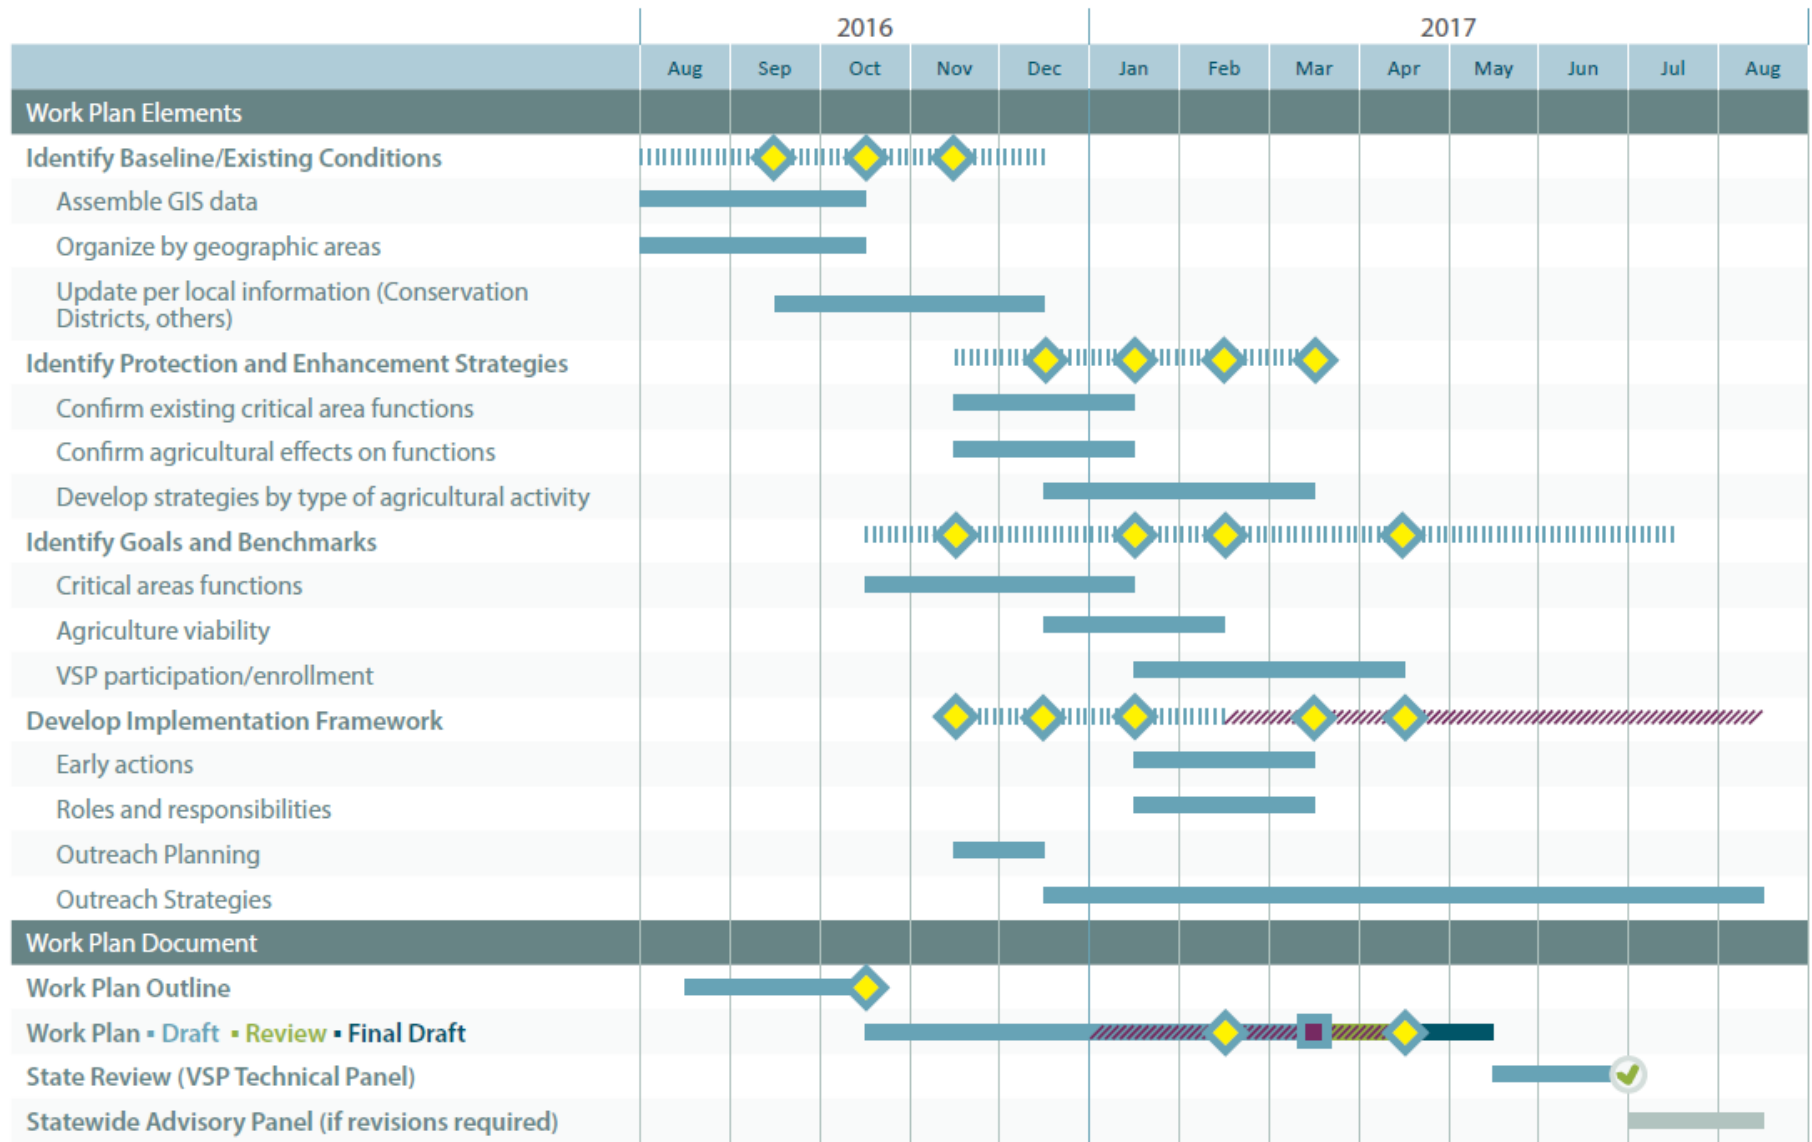 2016 2017
Aug Sep Oct Nov Dec Jan Feb Mar Apr May Jun Jul Aug
Work Plan Elements
Identify Baseline/Existing Conditions
Assemble GIS data
Organize by geographic areas
Update per local information (Conservation
Districts, others)
Identify Protection and Enhancement Strategies
Confirm existing critical area functions
Confirm agricultural effects on functions
Develop strategies by type of agricultural activity
Identify Goals and Benchmarks
Critical areas functions
Agriculture viability
VSP participation/enrollment
Develop Implementation Framework
Early actions
Roles and responsibilities
Outreach Planning
Outreach Strategies
Work Plan Document
Work Plan Outline
Work Plan ▪ Draft ▪ Review ▪ Final Draft
State Review (VSP Technical Panel)
Statewide Advisory Panel (if revisions required)